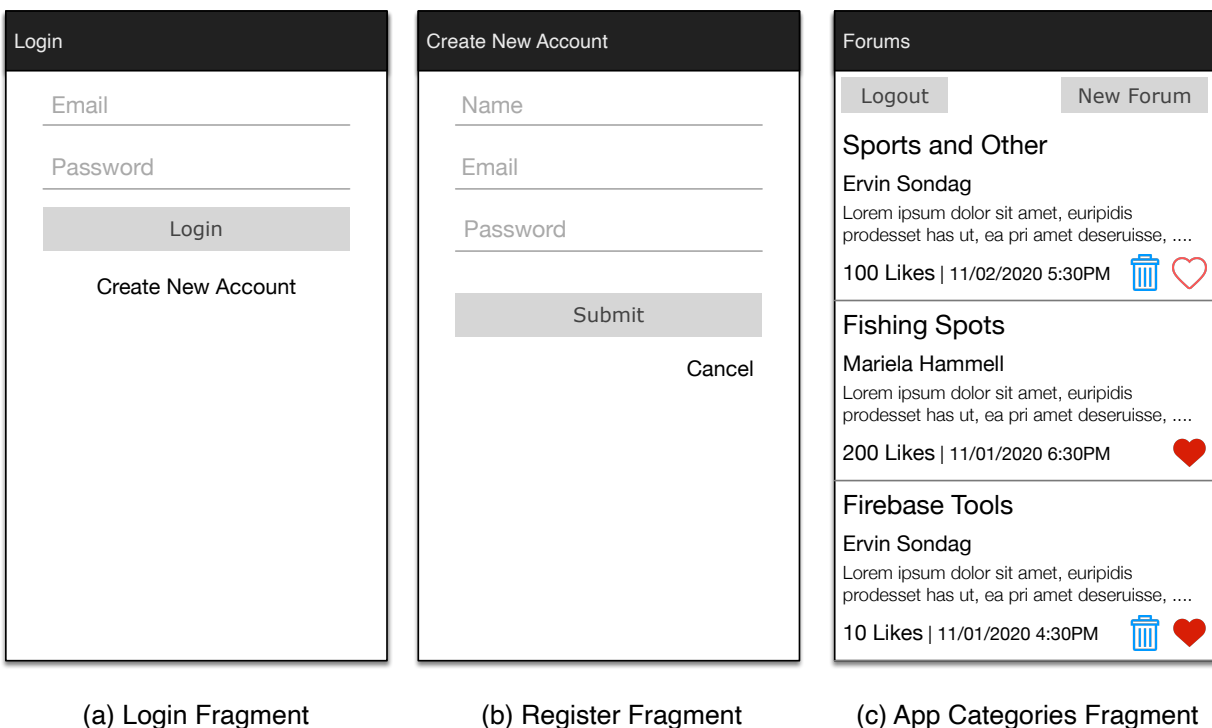 Login
Email
Password
Login
Create New Account
(a) Login Fragment
Create New Account
Name
Email
Password
Submit
Cancel
(b) Register Fragment
Forums
Logout New Forum
Sports and Other
Ervin Sondag
Lorem ipsum dolor sit amet, euripidis
prodesset has ut, ea pri amet deseruisse, ....
100 Likes | 11/02/2020 5:30PM
Fishing Spots
Mariela Hammell
Lorem ipsum dolor sit amet, euripidis
prodesset has ut, ea pri amet deseruisse, ....
200 Likes | 11/01/2020 6:30PM
Firebase Tools
Ervin Sondag
Lorem ipsum dolor sit amet, euripidis
prodesset has ut, ea pri amet deseruisse, ....
10 Likes | 11/01/2020 4:30PM
(c) App Categories Fragment